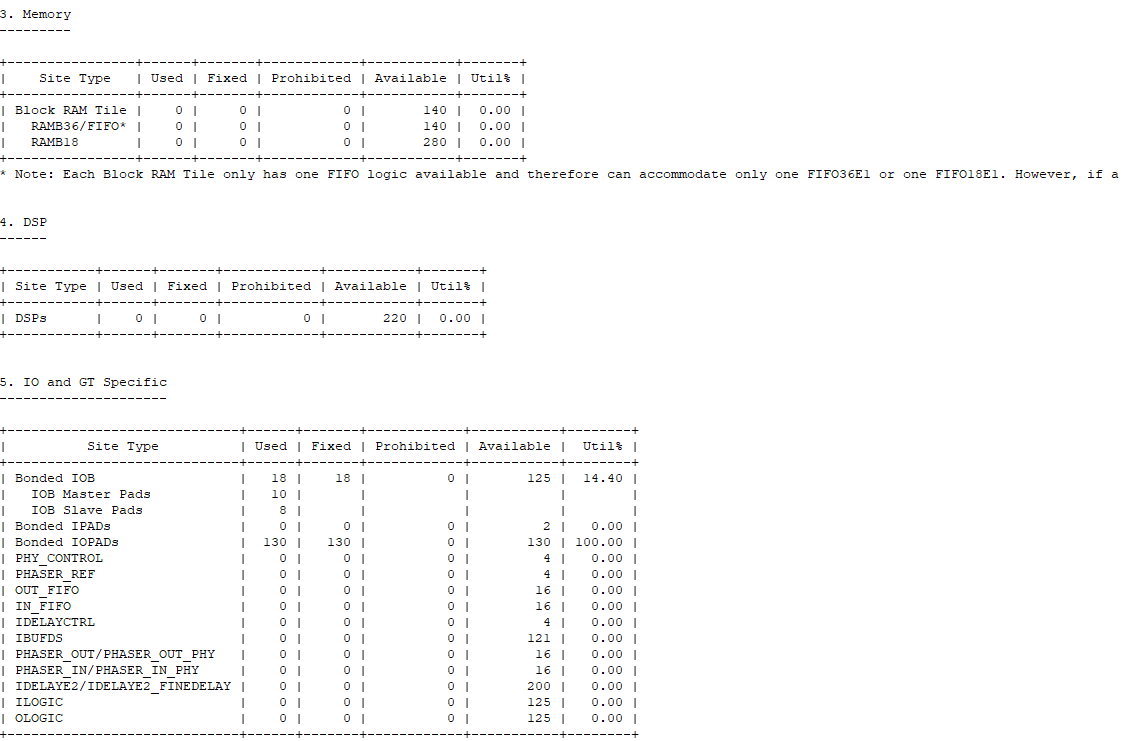 3. Memory
---------
+----------------+------+-------+------------+-----------+-------+
|    Site Type   | Used | Fixed | Prohibited | Available | Util% |
+----------------+------+-------+------------+-----------+-------+
| Block RAM Tile |    0 |     0 |          0 |       140 |  0.00 |
|   RAMB36/FIFO* |    0 |     0 |          0 |       140 |  0.00 |
|   RAMB18       |    0 |     0 |          0 |       280 |  0.00 |
+----------------+------+-------+------------+-----------+-------+
* Note: Each Block RAM Tile only has one FIFO logic available and therefore can accommodate only one FIFO36E1 or one FIFO18E1. However, if a
4. DSP
------
+-----------+------+-------+------------+-----------+-------+
| Site Type | Used | Fixed | Prohibited | Available | Util% |
+-----------+------+-------+------------+-----------+-------+
| DSPs      |    0 |     0 |          0 |       220 |  0.00 |
+-----------+------+-------+------------+-----------+-------+
5. IO and GT Specific
---------------------
+-----------------------------+------+-------+------------+-----------+--------+
|          Site Type          | Used | Fixed | Prohibited | Available |  Util% |
+-----------------------------+------+-------+------------+-----------+--------+
| Bonded IOB                  |   18 |    18 |          0 |       125 |  14.40 |
|   IOB Master Pads           |   10 |       |            |           |        |
|   IOB Slave Pads            |    8 |       |            |           |        |
| Bonded IPADs                |    0 |     0 |          0 |         2 |   0.00 |
| Bonded IOPADs               |  130 |   130 |          0 |       130 | 100.00 |
| PHY_CONTROL                 |    0 |     0 |          0 |         4 |   0.00 |
| PHASER_REF                  |    0 |     0 |          0 |         4 |   0.00 |
| OUT_FIFO                    |    0 |     0 |          0 |        16 |   0.00 |
| IN_FIFO                     |    0 |     0 |          0 |        16 |   0.00 |
| IDELAYCTRL                  |    0 |     0 |          0 |         4 |   0.00 |
| IBUFDS                      |    0 |     0 |          0 |       121 |   0.00 |
| PHASER_OUT/PHASER_OUT_PHY   |    0 |     0 |          0 |        16 |   0.00 |
| PHASER_IN/PHASER_IN_PHY     |    0 |     0 |          0 |        16 |   0.00 |
| IDELAYE2/IDELAYE2_FINEDELAY |    0 |     0 |          0 |       200 |   0.00 |
| ILOGIC                      |    0 |     0 |          0 |       125 |   0.00 |
| OLOGIC                      |    0 |     0 |          0 |       125 |   0.00 |
+-----------------------------+------+-------+------------+-----------+--------+